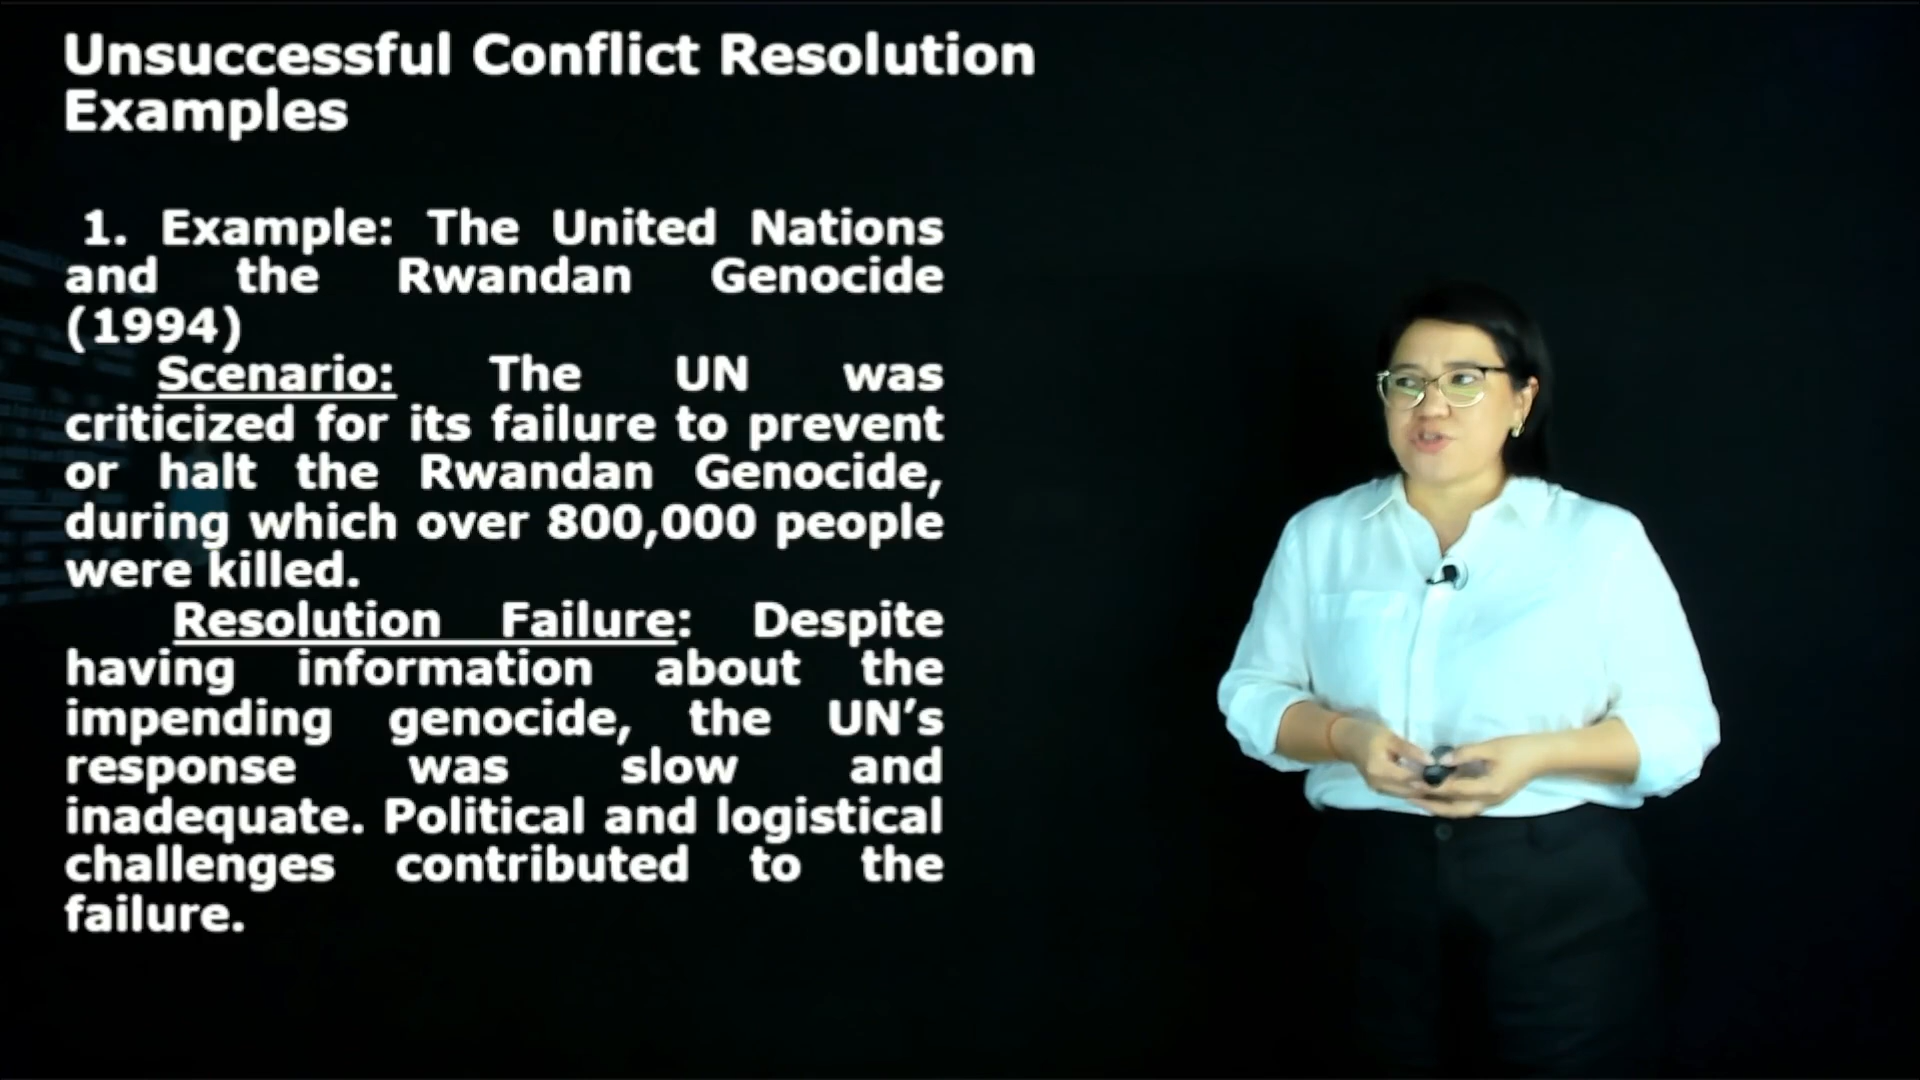 Unsuccessful Conflict Resolution
Examples
1. Example: The United Nations
and the Rwandan Genocide
(1994)
Scenario: The UN was
criticized for its failure to prevent
or halt the Rwandan Genocide,
during which over 800,000 people
were killed.
Resolution Failure: Despite
having information about the
impending genocide, the UN’s
response was slow and
inadequate. Political and logistical
challenges contributed to the
failure.